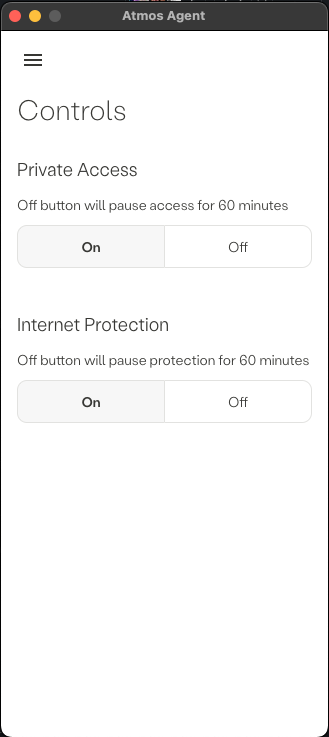 Atmos Agent
Controls
Private Access
Off button will pause access for 60 minutes
On
Off
Internet Protection
Off button will pause protection for 60 minutes
On
Off